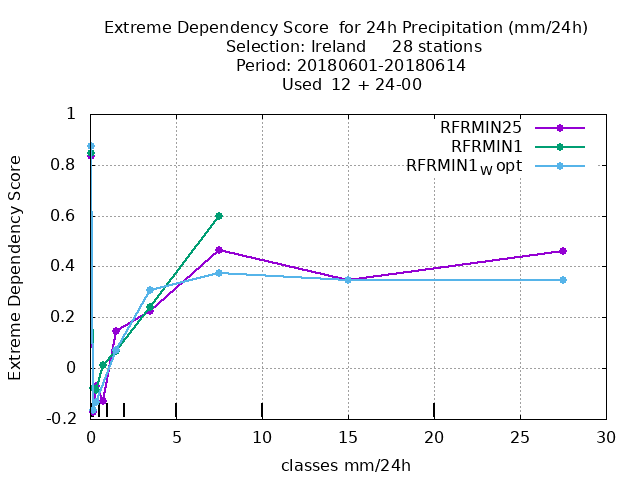 Extreme Dependency Score  for 24h Precipitation (mm/24h)
Selection: Ireland     28 stations
Period: 20180601-20180614
Used  12 + 24-00
RFRMIN25
RFRMIN1
RFRMIN1W opt
Extreme Dependency Score
1
0.8
0.6
0.4
0.2
0
-0.2
0 5 10 15 20 25 30
classes mm/24h